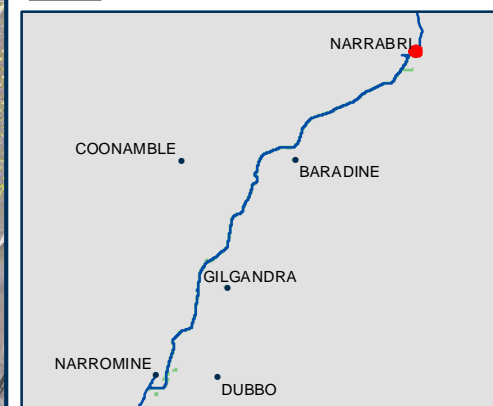 NARRABRI
COONAMBLE
BARADINE
GILGANDRA
NARROMINE
DUBBO